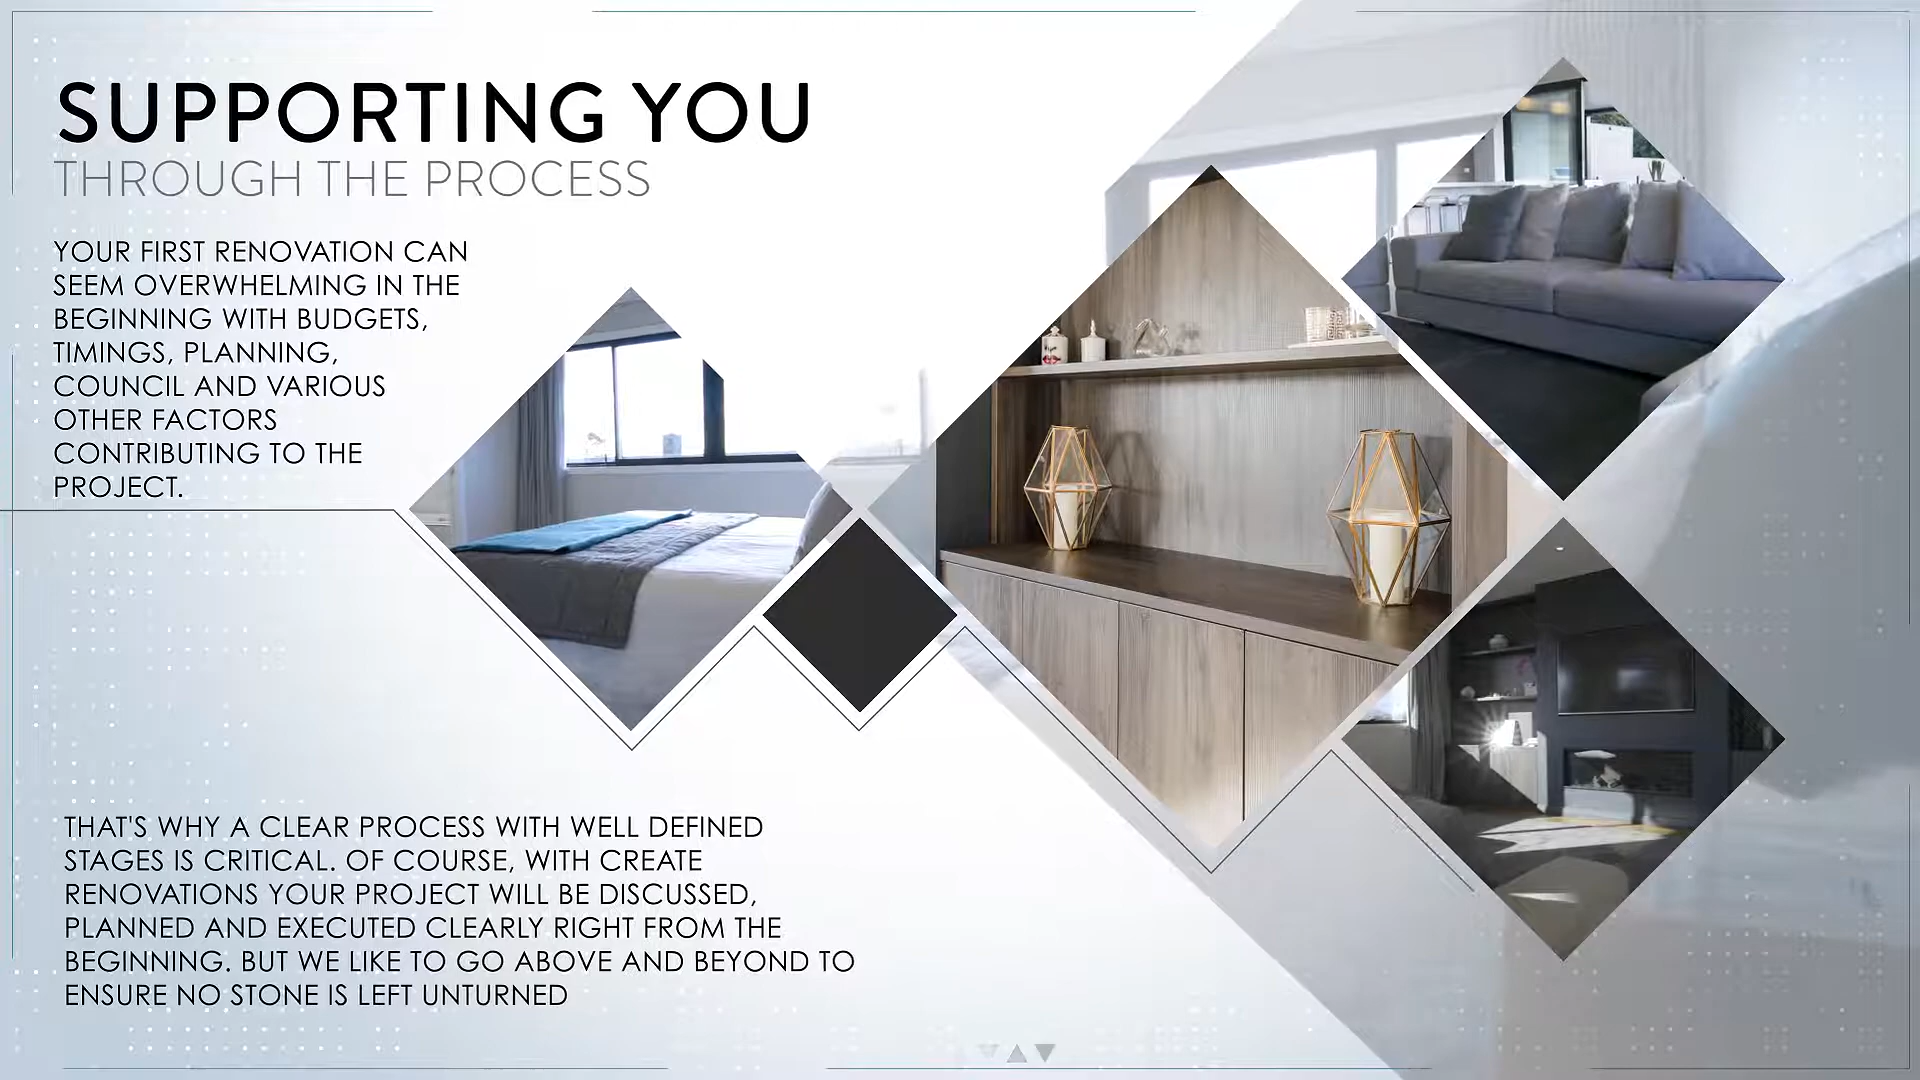 SUPPORTING YOU
THROUGH THE PROCESS
YOUR FIRST RENOVATION CAN
SEEM OVERWHELMING IN THE
BEGINNING WITH BUDGETS,
TIMINGS, PLANNING,
COUNCIL AND VARIOUS
OTHER FACTORS
CONTRIBUTING TO THE
PROJECT.
THAT'S WHY A CLEAR PROCESS WITH WELL DEFINED
STAGES IS CRITICAL. OF COURSE, WITH CREATE
RENOVATIONS YOUR PROJECT WILL BE DISCUSSED,
PLANNED AND EXECUTED CLEARLY RIGHT FROM THE
BEGINNING. BUT WE LIKE TO GO ABOVE AND BEYOND TO
ENSURE NO STONE IS LEFT UNTURNED